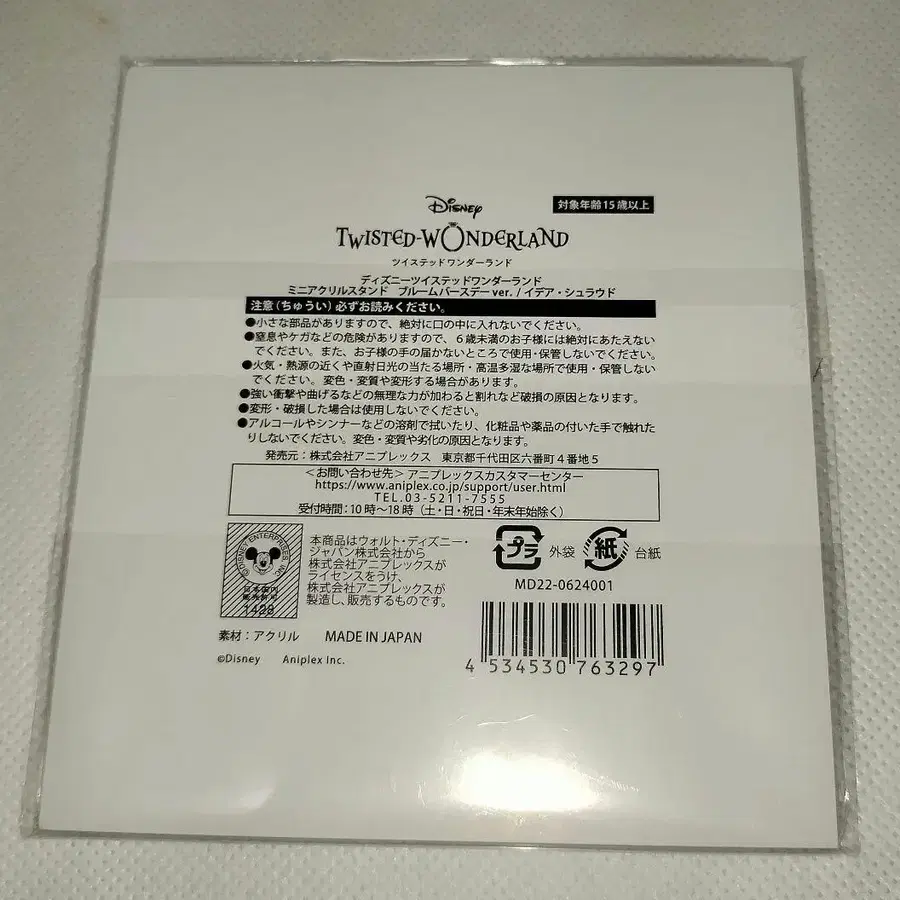 Disney
対象年齢15歳以上
TWISTED-WONDERLAND
ツイステッドワンダーランド
ディズニーツイステッドワンダーランド
ミニアクリルスタンド ブルームバースデー ver. / イデア・シュラウド
注意（ちゅうい）必ずお読みください。
●小さな部品がありますので、絶対に口の中に入れないでください。
●窒息やケガなどの危険がありますので、６歳未満のお子様には絶対にあたえない
でください。また、お子様の手の届かないところで使用・保管してください。
●火気・熱源の近くや直射日光の当たる場所・高温多湿な場所で使用・保管しない
でください。変色・変質や変形する場合があります。
●強い衝撃や曲げるなどの無理な力が加わると割れなど破損の原因となります。
●変形・破損した場合は使用しないでください。
●アルコールやシンナーなどの溶剤で拭いたり、化粧品や薬品の付いた手で触れた
りしないでください。変色・変質や劣化の原因となります。
発売元：株式会社アニプレックス 東京都千代田区六番町４番地５
＜お問い合わせ先＞ アニプレックスカスタマーセンター
https://www.aniplex.co.jp/support/user.html
TEL.03-5211-7555
受付時間：10時～18時（土・日・祝日・年末年始除く）
©DISNEY ENTERPRISES INC.
日本国内
販売許可
1428
本商品はウォルト・ディズニー・
ジャパン株式会社から
株式会社アニプレックスが
ライセンスをうけ、
株式会社アニプレックスが
製造し、販売するものです。
プラ 外袋 紙 台紙
MD22-0624001
素材：アクリル MADE IN JAPAN
©Disney Aniplex Inc.
4 534530 763297